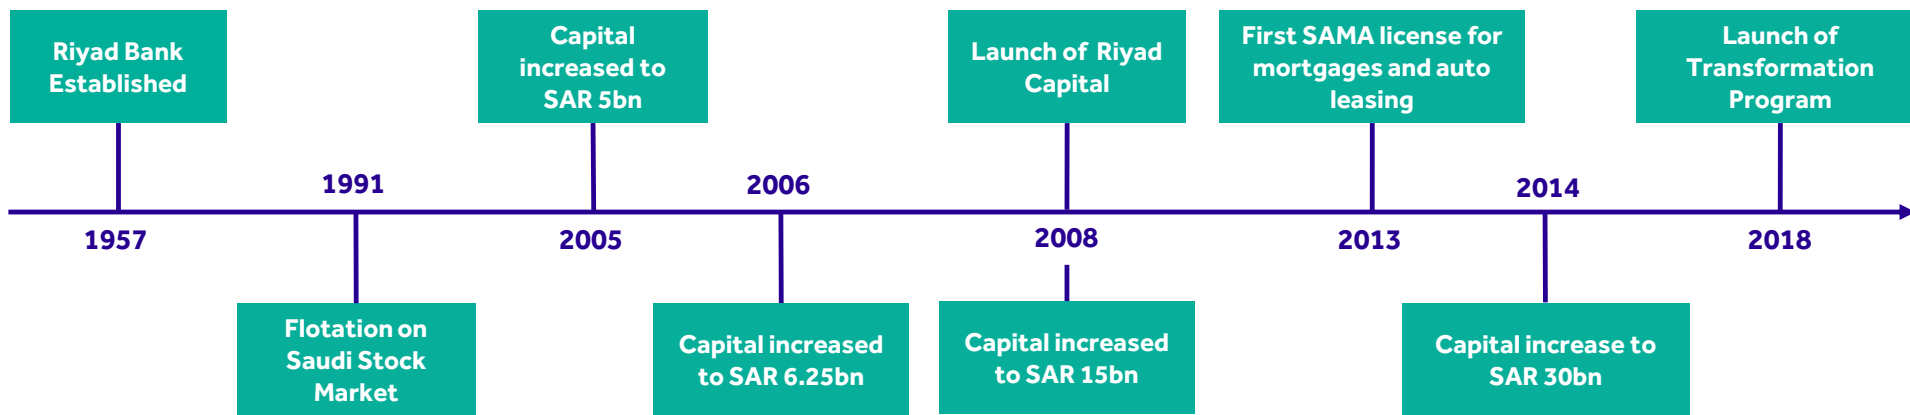 Riyad Bank
Established
Capital
increased to
SAR 5bn
Launch of Riyad
Capital
First SAMA license for
mortgages and auto
leasing
Launch of
Transformation
Program
1991
2006
2014
1957
2005
2008
2013
2018
Flotation on
Saudi Stock
Market
Capital increased
to SAR 6.25bn
Capital increased
to SAR 15bn
Capital increase to
SAR 30bn